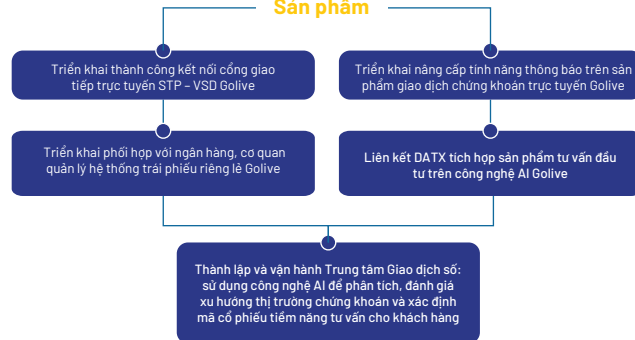 Sản phẩm
Triển khai thành công kết nối cổng giao
tiếp trực tuyến STP – VSD Golive
Triển khai nâng cấp tính năng thông báo trên sản
phẩm giao dịch chứng khoán trực tuyến Golive
Triển khai phối hợp với ngân hàng, cơ quan
quản lý hệ thống trái phiếu riêng lẻ Golive
Liên kết DATX tích hợp sản phẩm tư vấn đầu
tư trên công nghệ AI Golive
Thành lập và vận hành Trung tâm Giao dịch số:
sử dụng công nghệ AI để phân tích, đánh giá
xu hướng thị trường chứng khoán và xác định
mã cổ phiếu tiềm năng tư vấn cho khách hàng